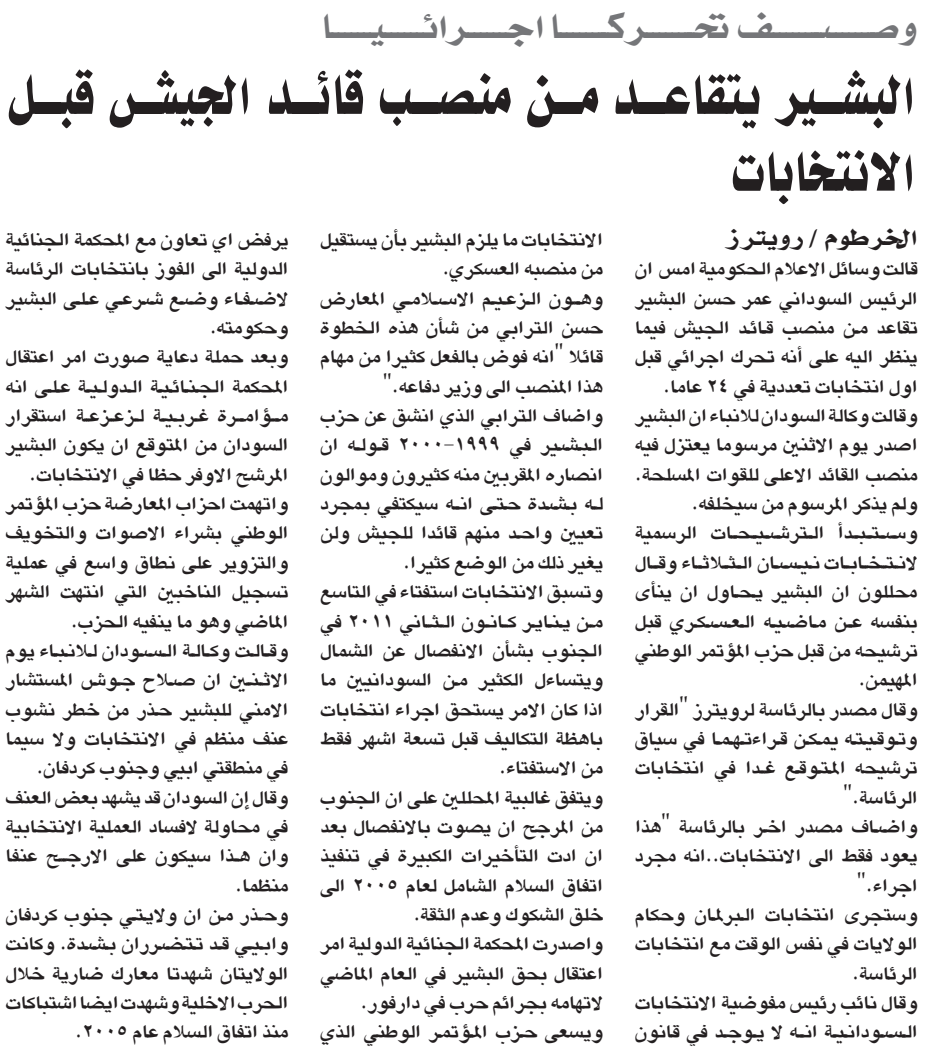 وصف تحركا اجرائيا
البشير يتقاعد من منصب قائد الجيش قبل
الانتخابات
الخرطوم / رويترز
قالت وسائل الاعلام الحكومية امس ان
الرئيس السوداني عمر حسن البشير
تقاعد من منصب قائد الجيش فيما
ينظر اليه على أنه تحرك اجرائي قبل
اول انتخابات تعددية في ٢٤ عاما.
وقالت وكالة السودان للانباء ان البشير
اصدر يوم الاثنين مرسوما يعتزل فيه
منصب القائد الاعلى للقوات المسلحة.
ولم يذكر المرسوم من سيخلفه.
وستبدأ الترشيحات الرسمية
لانتخابات نيسان الثلاثاء وقال
محللون ان البشير يحاول ان ينأى
بنفسه عن ماضيه العسكري قبل
ترشيحه من قبل حزب المؤتمر الوطني
المهيمن.
وقال مصدر بالرئاسة لرويترز "القرار
وتوقيته يمكن قراءتهما في سياق
ترشيحه المتوقع غدا في انتخابات
الرئاسة."
واضاف مصدر اخر بالرئاسة "هذا
يعود فقط الى الانتخابات..انه مجرد
اجراء."
وستجرى انتخابات البرلمان وحكام
الولايات في نفس الوقت مع انتخابات
الرئاسة.
وقال نائب رئيس مفوضية الانتخابات
السودانية انه لا يوجد في قانون
الانتخابات ما يلزم البشير بأن يستقيل
من منصبه العسكري.
وهون الزعيم الاسلامي المعارض
حسن الترابي من شأن هذه الخطوة
قائلا "انه فوض بالفعل كثيرا من مهام
هذا المنصب الى وزير دفاعه."
واضاف الترابي الذي انشق عن حزب
البشير في ١٩٩٩-٢٠٠٠ قوله ان
انصاره المقربين منه كثيرون وموالون
له بشدة حتى انه سيكتفي بمجرد
تعيين واحد منهم قائدا للجيش ولن
يغير ذلك من الوضع كثيرا.
وتسبق الانتخابات استفتاء في التاسع
من يناير كانون الثاني ٢٠١١ في
الجنوب بشأن الانفصال عن الشمال
ويتساءل الكثير من السودانيين ما
اذا كان الامر يستحق اجراء انتخابات
باهظة التكاليف قبل تسعة اشهر فقط
من الاستفتاء.
ويتفق غالبية المحللين على ان الجنوب
من المرجح ان يصوت بالانفصال بعد
ان ادت التأخيرات الكبيرة في تنفيذ
اتفاق السلام الشامل لعام ٢٠٠٥ الى
خلق الشكوك وعدم الثقة.
واصدرت المحكمة الجنائية الدولية امر
اعتقال بحق البشير في العام الماضي
لاتهامه بجرائم حرب في دارفور.
ويسعى حزب المؤتمر الوطني الذي
يرفض اي تعاون مع المحكمة الجنائية
الدولية الى الفوز بانتخابات الرئاسة
لاضفاء وضع شرعي على البشير
وحكومته.
وبعد حملة دعاية صورت امر اعتقال
المحكمة الجنائية الدولية على انه
مؤامرة غربية لزعزعة استقرار
السودان من المتوقع ان يكون البشير
المرشح الاوفر حظا في الانتخابات.
واتهمت احزاب المعارضة حزب المؤتمر
الوطني بشراء الاصوات والتخويف
والتزوير على نطاق واسع في عملية
تسجيل الناخبين التي انتهت الشهر
الماضي وهو ما ينفيه الحزب.
وقالت وكالة السودان للانباء يوم
الاثنين ان صلاح جوش المستشار
الامني للبشير حذر من خطر نشوب
عنف منظم في الانتخابات ولا سيما
في منطقتي ابيي وجنوب كردفان.
وقال إن السودان قد يشهد بعض العنف
في محاولة لافساد العملية الانتخابية
وان هذا سيكون على الارجح عنفا
منظما.
وحذر من ان ولايتي جنوب كردفان
وابيي قد تتضرران بشدة. وكانت
الولايتان شهدتا معارك ضارية خلال
الحرب الاخلية وشهدت ايضا اشتباكات
منذ اتفاق السلام عام ٢٠٠٥.